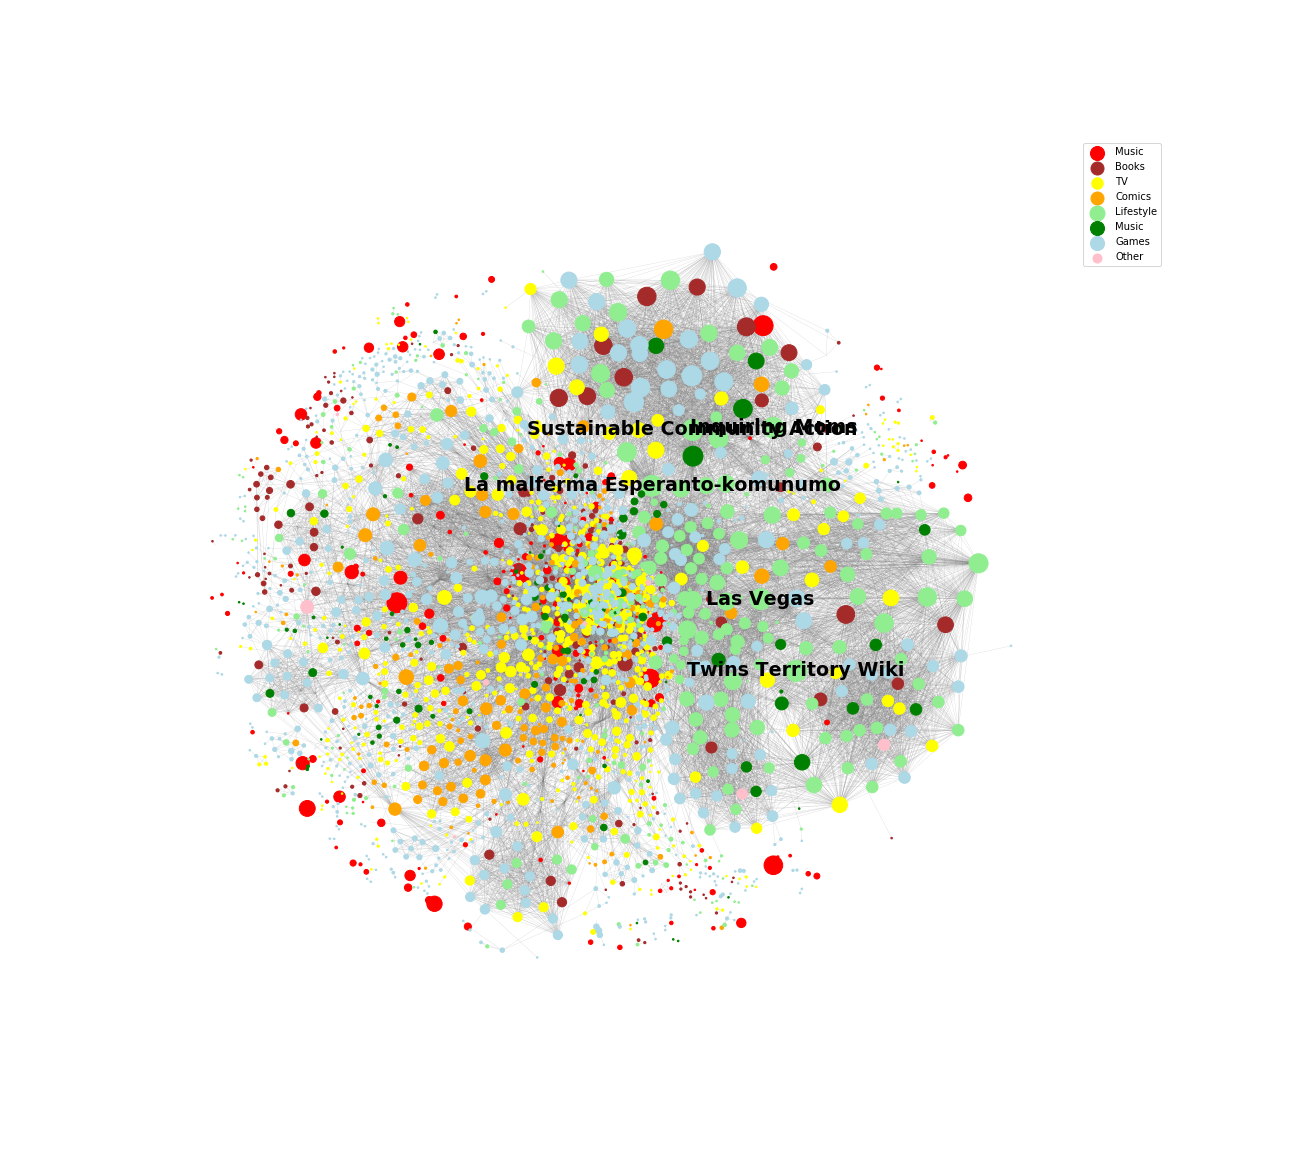 Music
Books
TV
Comics
Lifestyle
Music
Games
Other
Sustainable Community Action
Inquiring Moms
La malferma Esperanto-komunumo
Las Vegas
Twins Territory Wiki